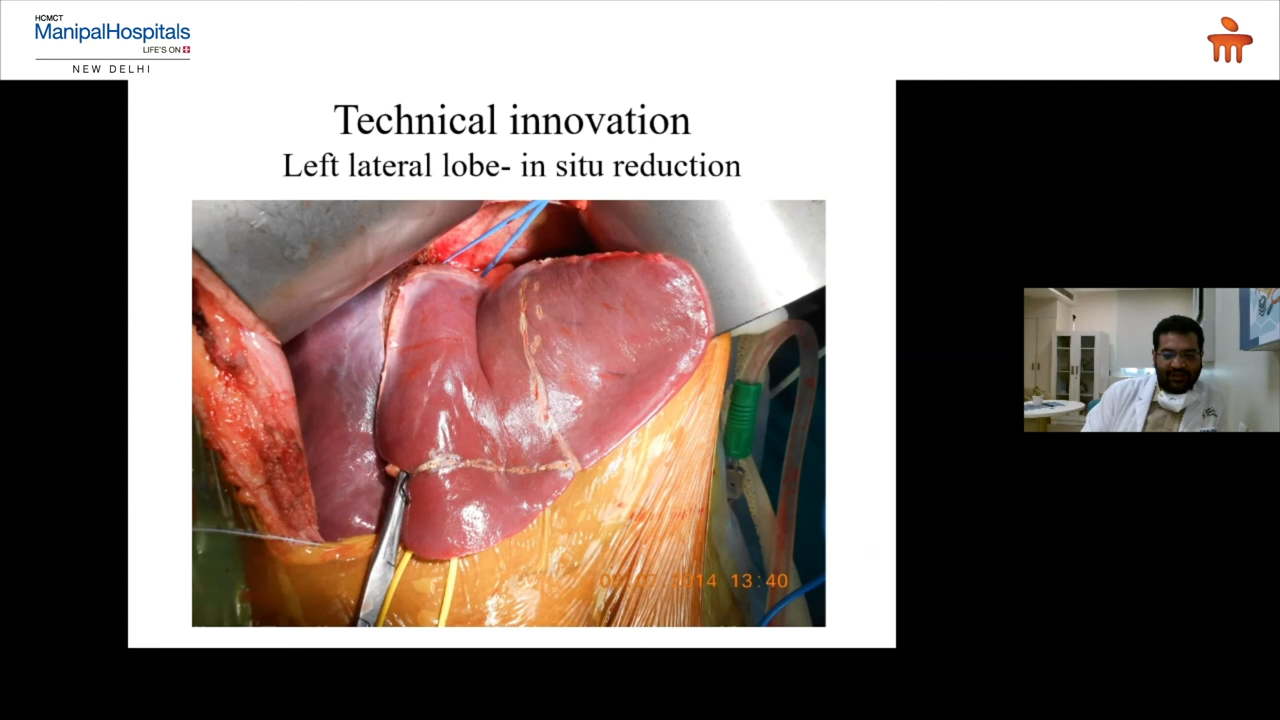 HCMCT
ManipalHospitals
LIFE'S ON
NEW DELHI
Technical innovation
Left lateral lobe- in situ reduction
13:40